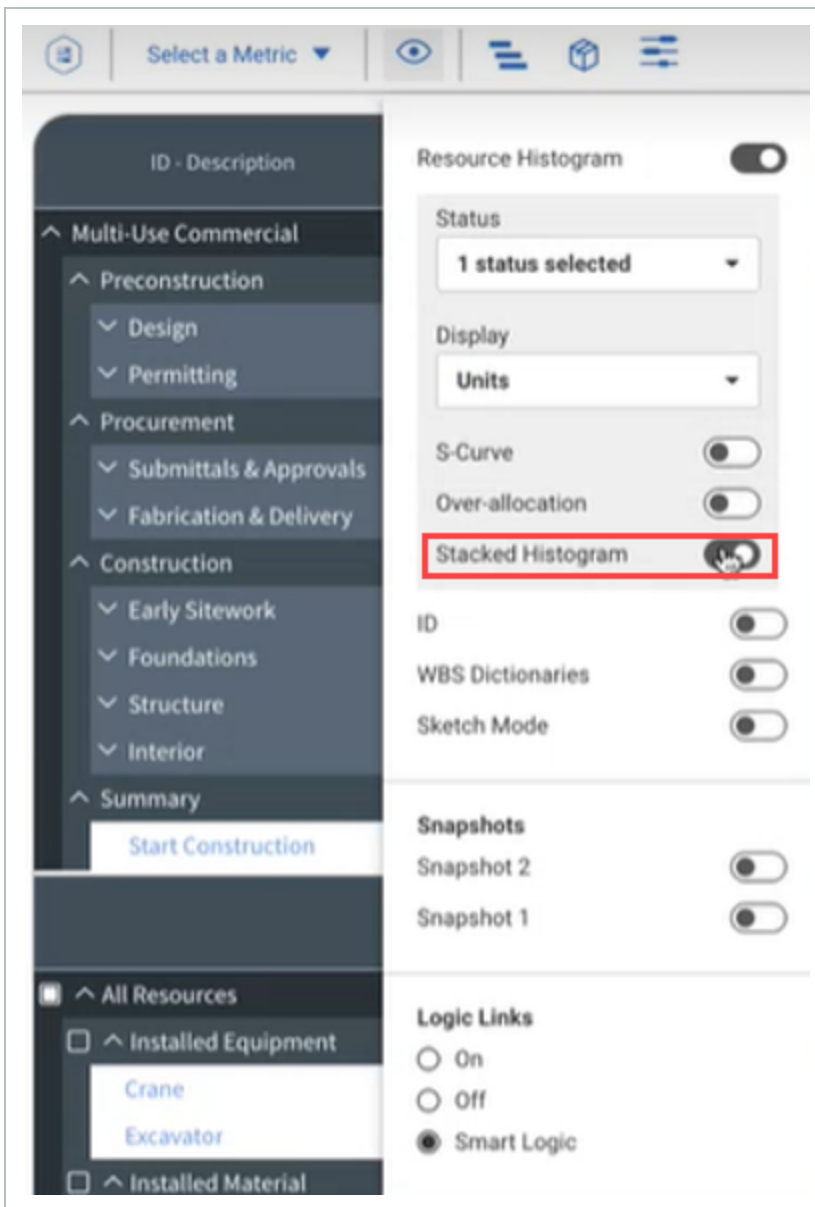 Select a Metric
ID - Description
Multi-Use Commercial
Preconstruction
Design
Permitting
Procurement
Submittals & Approvals
Fabrication & Delivery
Construction
Early Sitework
Foundations
Structure
Interior
Summary
Start Construction
All Resources
Installed Equipment
Crane
Excavator
Installed Material
Resource Histogram
Status
1 status selected
Display
Units
S-Curve
Over-allocation
Stacked Histogram
ID
WBS Dictionaries
Sketch Mode
Snapshots
Snapshot 2
Snapshot 1
Logic Links
On
Off
Smart Logic